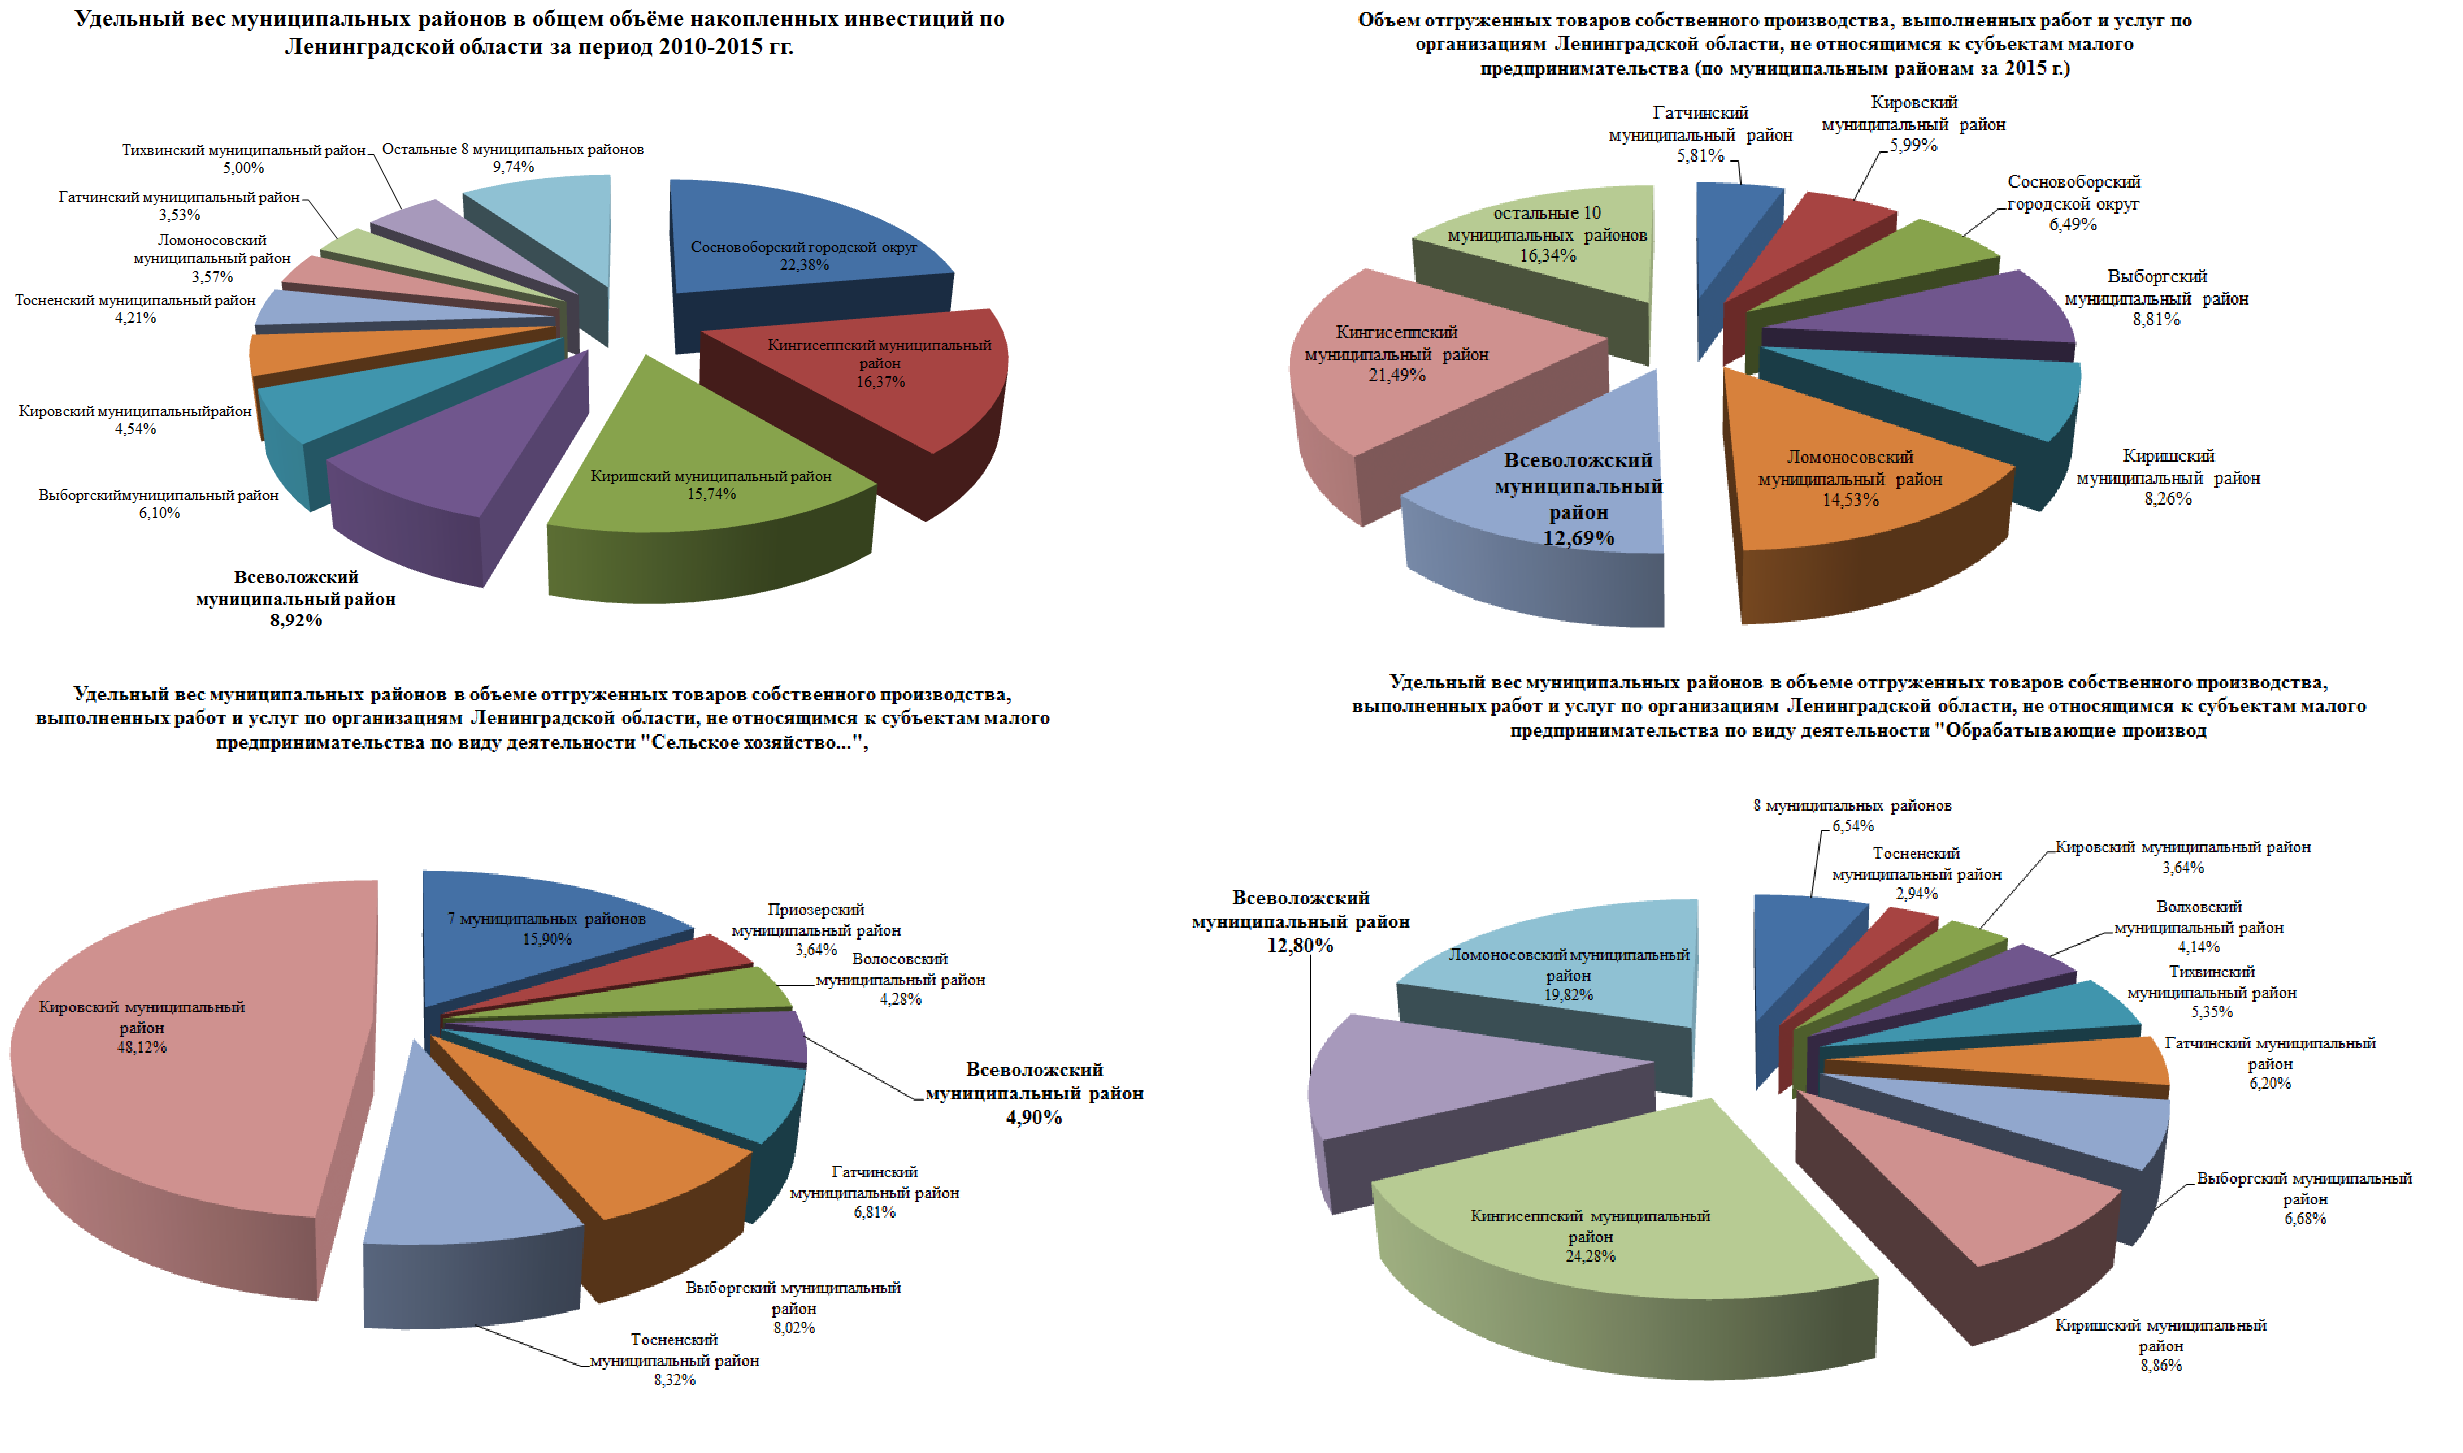 Удельный вес муниципальных районов в общем объёме накопленных инвестиций по
Ленинградской области за период 2010-2015 гг.
Тихвинский муниципальный район
5,00%
Остальные 8 муниципальных районов
9,74%
Гатчинский муниципальный район
3,53%
Ломоносовский
муниципальный район
3,57%
Тосненский муниципальный район
4,21%
Кировский муниципальныйрайон
4,54%
Выборгскиймуниципальный район
6,10%
Всеволожский
муниципальный район
8,92%
Сосновоборский городской округ
22,38%
Кингисеппский муниципальный
район
16,37%
Киришский муниципальный район
15,74%
Объем отгруженных товаров собственного производства, выполненных работ и услуг по
организациям Ленинградской области, не относящимся к субъектам малого
предпринимательства (по муниципальным районам за 2015 г.)
Гатчинский
муниципальный район
5,81%
Кировский
муниципальный район
5,99%
Сосновоборский
городской округ
6,49%
Выборгский
муниципальный район
8,81%
Киришский
муниципальный район
8,26%
Ломоносовский
муниципальный район
14,53%
Всеволожский
муниципальный
район
12,69%
Кингисеппский
муниципальный район
21,49%
остальные 10
муниципальных районов
16,34%
Удельный вес муниципальных районов в объеме отгруженных товаров собственного производства,
выполненных работ и услуг по организациям Ленинградской области, не относящимся к субъектам малого
предпринимательства по виду деятельности "Сельское хозяйство...",
7 муниципальных районов
15,90%
Приозерский
муниципальный район
3,64%
Волосовский
муниципальный район
4,28%
Всеволожский
муниципальный район
4,90%
Гатчинский
муниципальный район
6,81%
Выборгский муниципальный
район
8,02%
Тосненский
муниципальный район
8,32%
Кировский муниципальный
район
48,12%
Удельный вес муниципальных районов в объеме отгруженных товаров собственного производства,
выполненных работ и услуг по организациям Ленинградской области, не относящимся к субъектам малого
предпринимательства по виду деятельности "Обрабатывающие производ
8 муниципальных районов
6,54%
Тосненский
муниципальный район
2,94%
Кировский муниципальный район
3,64%
Волховский
муниципальный район
4,14%
Тихвинский
муниципальный район
5,35%
Гатчинский муниципальный
район
6,20%
Выборгский муниципальный
район
6,68%
Киришский муниципальный
район
8,86%
Кингисеппский муниципальный
район
24,28%
Всеволожский
муниципальный район
12,80%
Ломоносовский муниципальный
район
19,82%